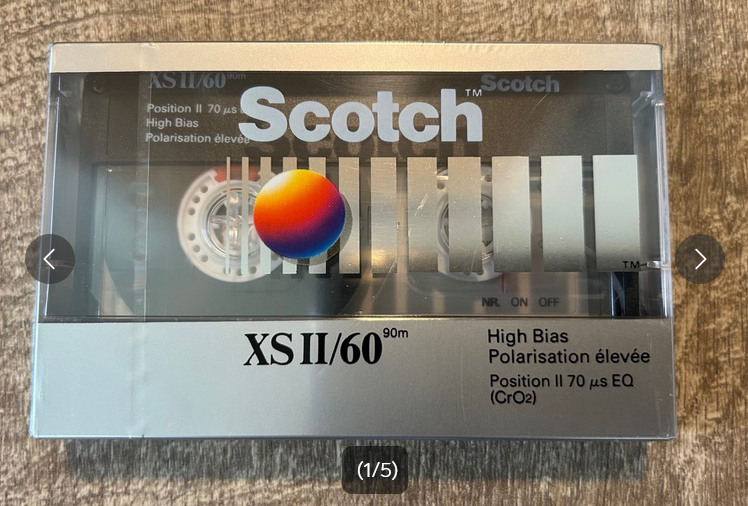 XS II/60 90m
Scotch
Position II 70 µs
High Bias
Polarisation élevée
Scotch™
™
NR. ON OFF
XS II/60 90m
High Bias
Polarisation élevée
Position II 70 µs EQ
(CrO2)
(1/5)